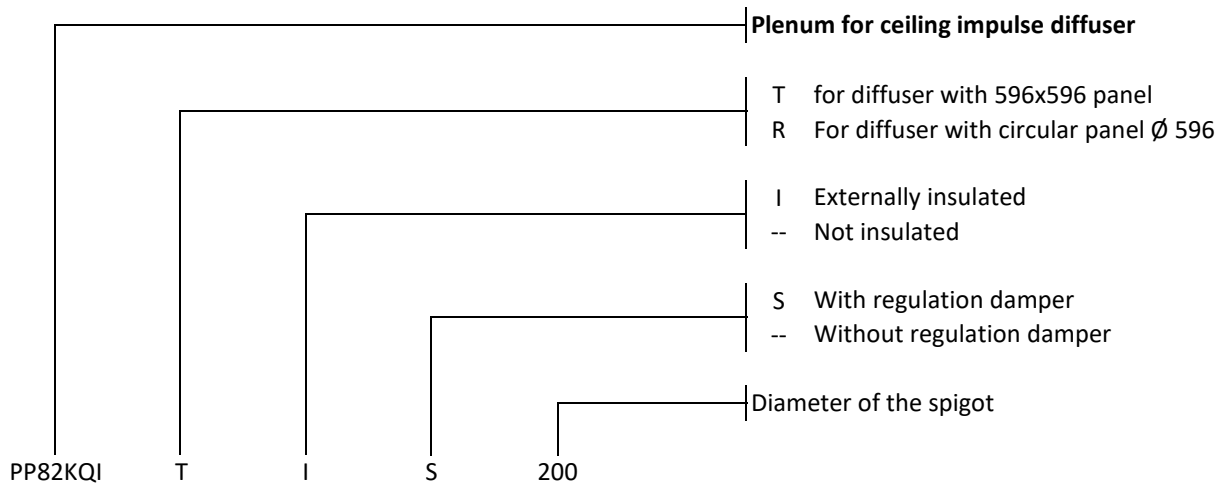 Plenum for ceiling impulse diffuser
T for diffuser with 596x596 panel
R For diffuser with circular panel Ø 596
I Externally insulated
-- Not insulated
S With regulation damper
-- Without regulation damper
Diameter of the spigot
PP82KQI T I S 200